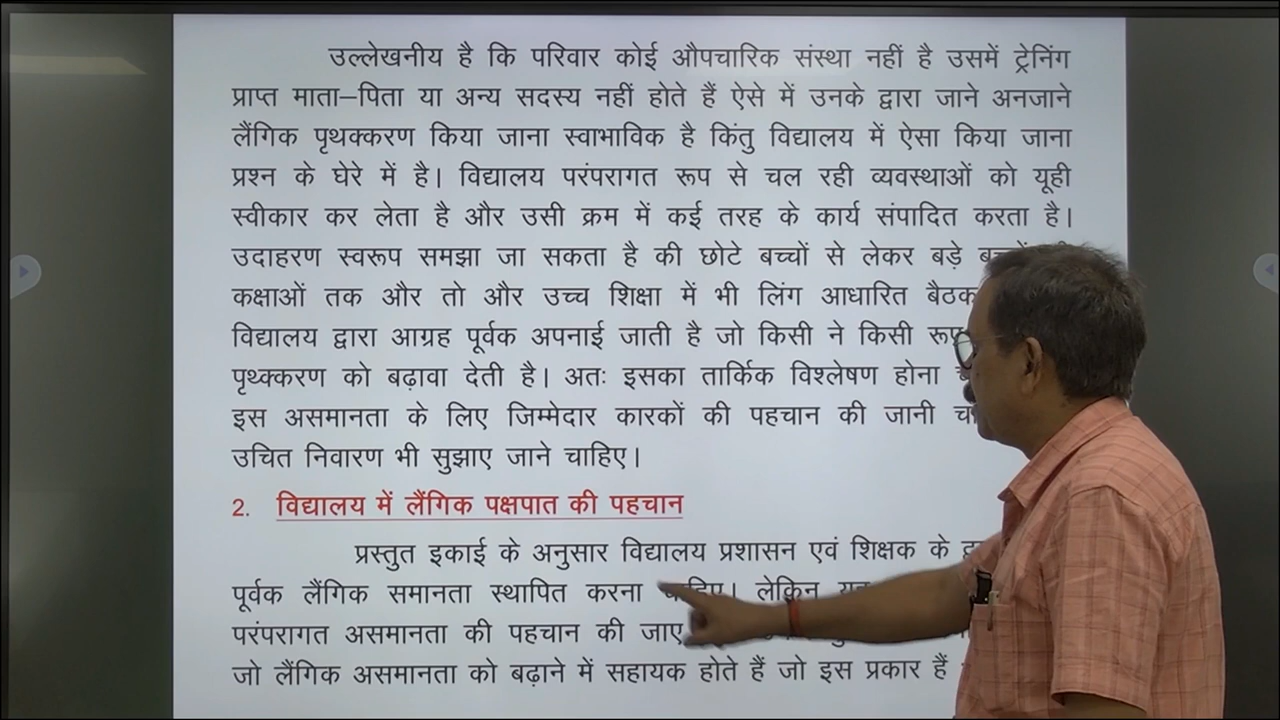 उल्लेखनीय है कि परिवार कोई औपचारिक संस्था नहीं है उसमें ट्रेनिंग
प्राप्त माता–पिता या अन्य सदस्य नहीं होते हैं ऐसे में उनके द्वारा जाने अनजाने
लैंगिक पृथक्करण किया जाना स्वाभाविक है किंतु विद्यालय में ऐसा किया जाना
प्रश्न के घेरे में है। विद्यालय परंपरागत रूप से चल रही व्यवस्थाओं को यूही
स्वीकार कर लेता है और उसी क्रम में कई तरह के कार्य संपादित करता है।
उदाहरण स्वरूप समझा जा सकता है की छोटे बच्चों से लेकर बड़े
कक्षाओं तक और तो और उच्च शिक्षा में भी लिंग आधारित बैठक
विद्यालय द्वारा आग्रह पूर्वक अपनाई जाती है जो किसी ने किसी
पृथ्क्करण को बढ़ावा देती है। अतः इसका तार्किक विश्लेषण होना
इस असमानता के लिए जिम्मेदार कारकों की पहचान की जानी
उचित निवारण भी सुझाए जाने चाहिए।
2. विद्यालय में लैंगिक पक्षपात की पहचान
प्रस्तुत इकाई के अनुसार विद्यालय प्रशासन एवं शिक्षक के
पूर्वक लैंगिक समानता स्थापित करना लेकिन
परंपरागत असमानता की पहचान की जाए
जो लैंगिक असमानता को बढ़ाने में सहायक होते हैं जो इस प्रकार हैं